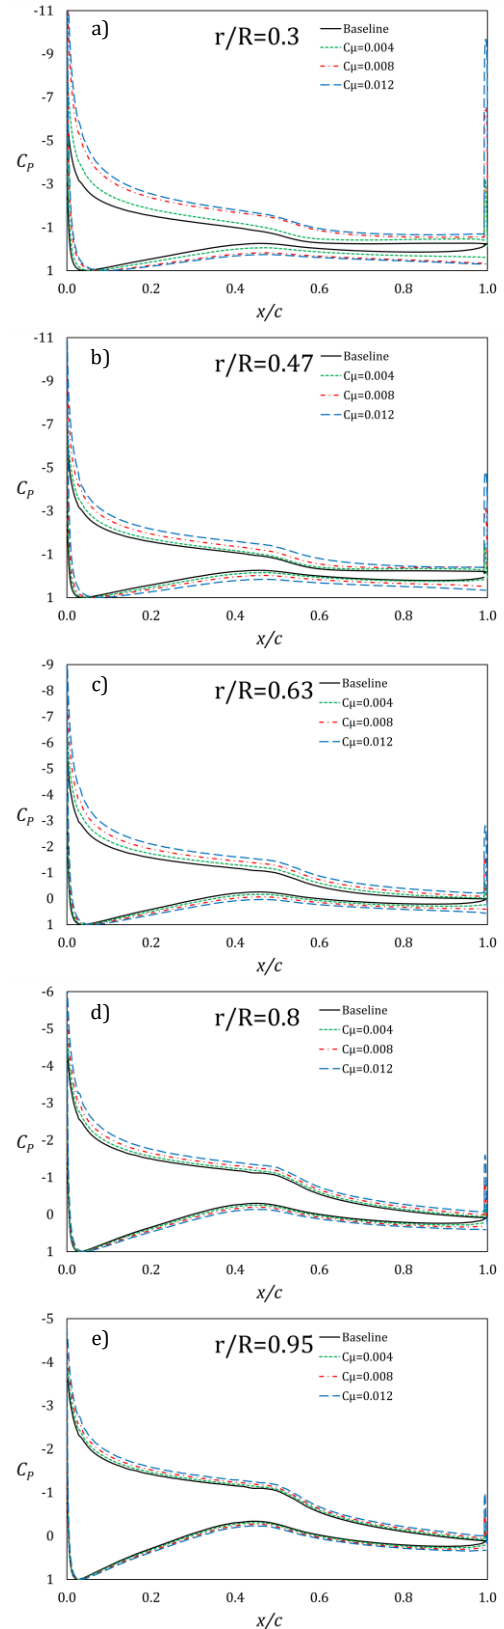 a)
r/R=0.3
Baseline
Cμ=0.004
Cμ=0.008
Cμ=0.012
-11
-9
-7
-5
-3
-1
1
C_P
0.0 0.2 0.4 0.6 0.8 1.0
x/c
b)
r/R=0.47
Baseline
Cμ=0.004
Cμ=0.008
Cμ=0.012
-11
-9
-7
-5
-3
-1
1
C_P
0.0 0.2 0.4 0.6 0.8 1.0
x/c
c)
r/R=0.63
Baseline
Cμ=0.004
Cμ=0.008
Cμ=0.012
-9
-8
-7
-6
-5
-4
-3
-2
-1
0
1
C_P
0.0 0.2 0.4 0.6 0.8 1.0
x/c
d)
r/R=0.8
Baseline
Cμ=0.004
Cμ=0.008
Cμ=0.012
-6
-5
-4
-3
-2
-1
0
1
C_P
0.0 0.2 0.4 0.6 0.8 1.0
x/c
e)
r/R=0.95
Baseline
Cμ=0.004
Cμ=0.008
Cμ=0.012
-5
-4
-3
-2
-1
0
1
C_P
0.0 0.2 0.4 0.6 0.8 1.0
x/c